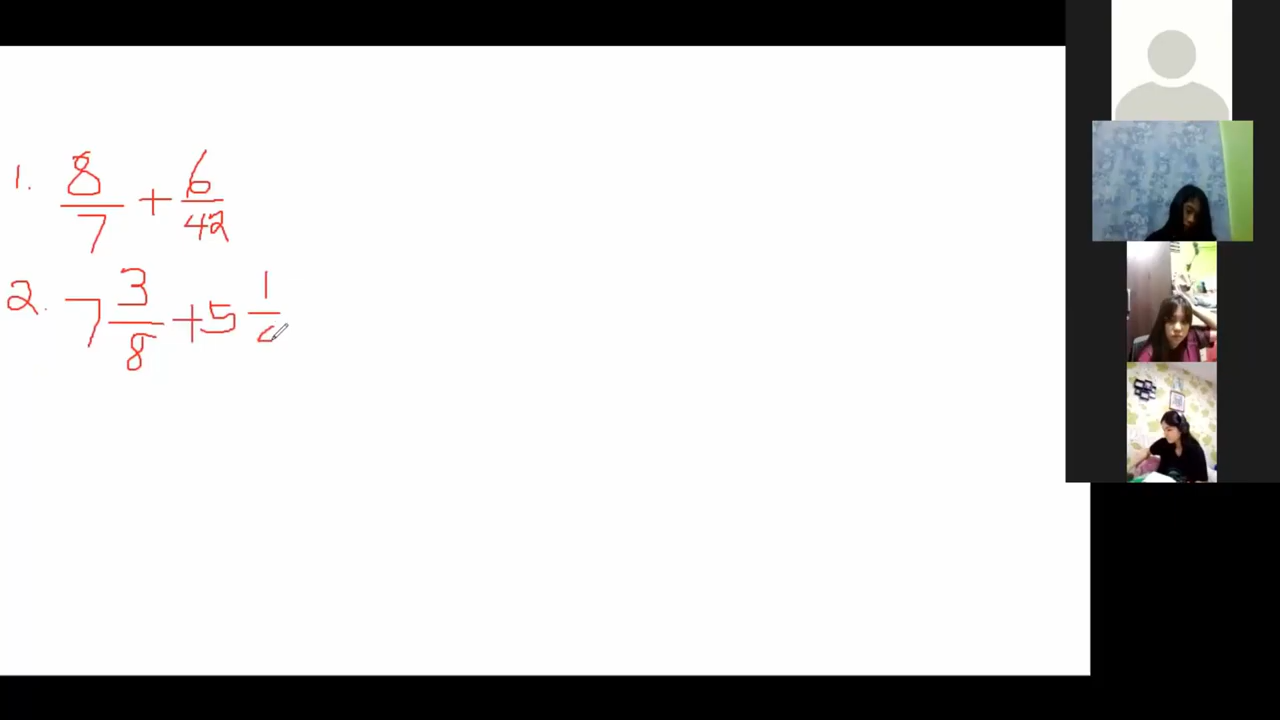 1. 8/7 + 6/42
2. 7 3/8 + 5 1/